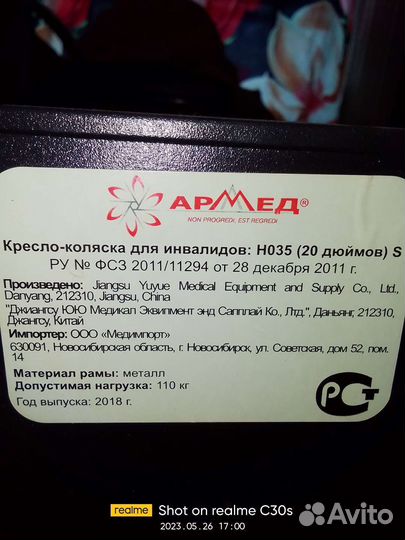 АРМЕД®
NON PROGREDI, EST REGREDI
Кресло-коляска для инвалидов: H035 (20 дюймов) S
РУ № ФСЗ 2011/11294 от 28 декабря 2011 г.
Произведено: Jiangsu Yuyue Medical Equipment and Supply Co., Ltd.,
Danyang, 212310, Jiangsu, China
"Джиангсу ЮЮ Медикал Эквипмент энд Сапплай Ко., Лтд.", Даньянг, 212310,
Джангсу, Китай
Импортер: ООО «Медимпорт»
630091, Новосибирская область, г. Новосибирск, ул. Советская, дом 52, пом.
14
Материал рамы: металл
Допустимая нагрузка: 110 кг
Год выпуска: 2018 г.
РСТ
realme Shot on realme C30s
2023.05.26 17:00
Avito